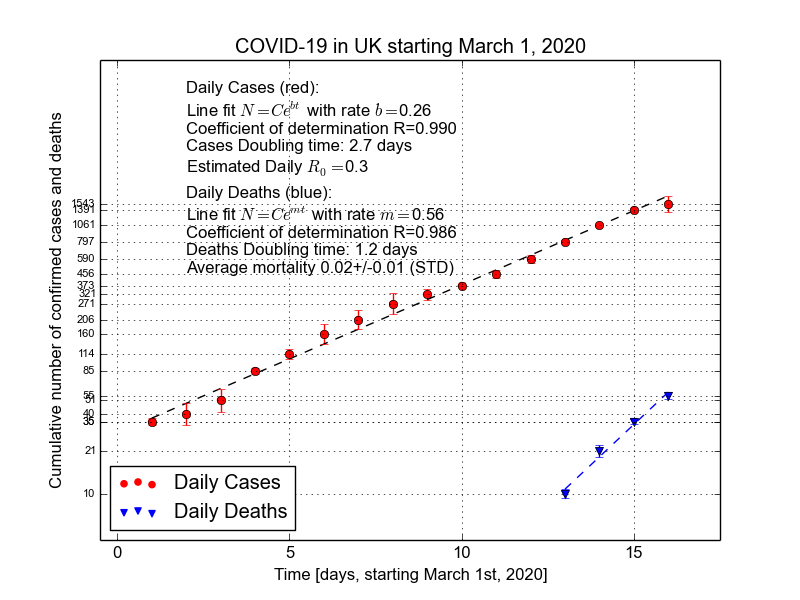 COVID-19 in UK starting March 1, 2020
Daily Cases (red):
Line fit N=Ce^{bt} with rate b=0.26
Coefficient of determination R=0.990
Cases Doubling time: 2.7 days
Estimated Daily R_0=0.3
Daily Deaths (blue):
Line fit N=Ce^{mt} with rate m=0.56
Coefficient of determination R=0.986
Deaths Doubling time: 1.2 days
Average mortality 0.02+/-0.01 (STD)
Cumulative number of confirmed cases and deaths
1543
1391
1061
797
590
456
373
321
271
206
160
114
85
55
51
40
35
21
10
Daily Cases
Daily Deaths
0 5 10 15
Time [days, starting March 1st, 2020]